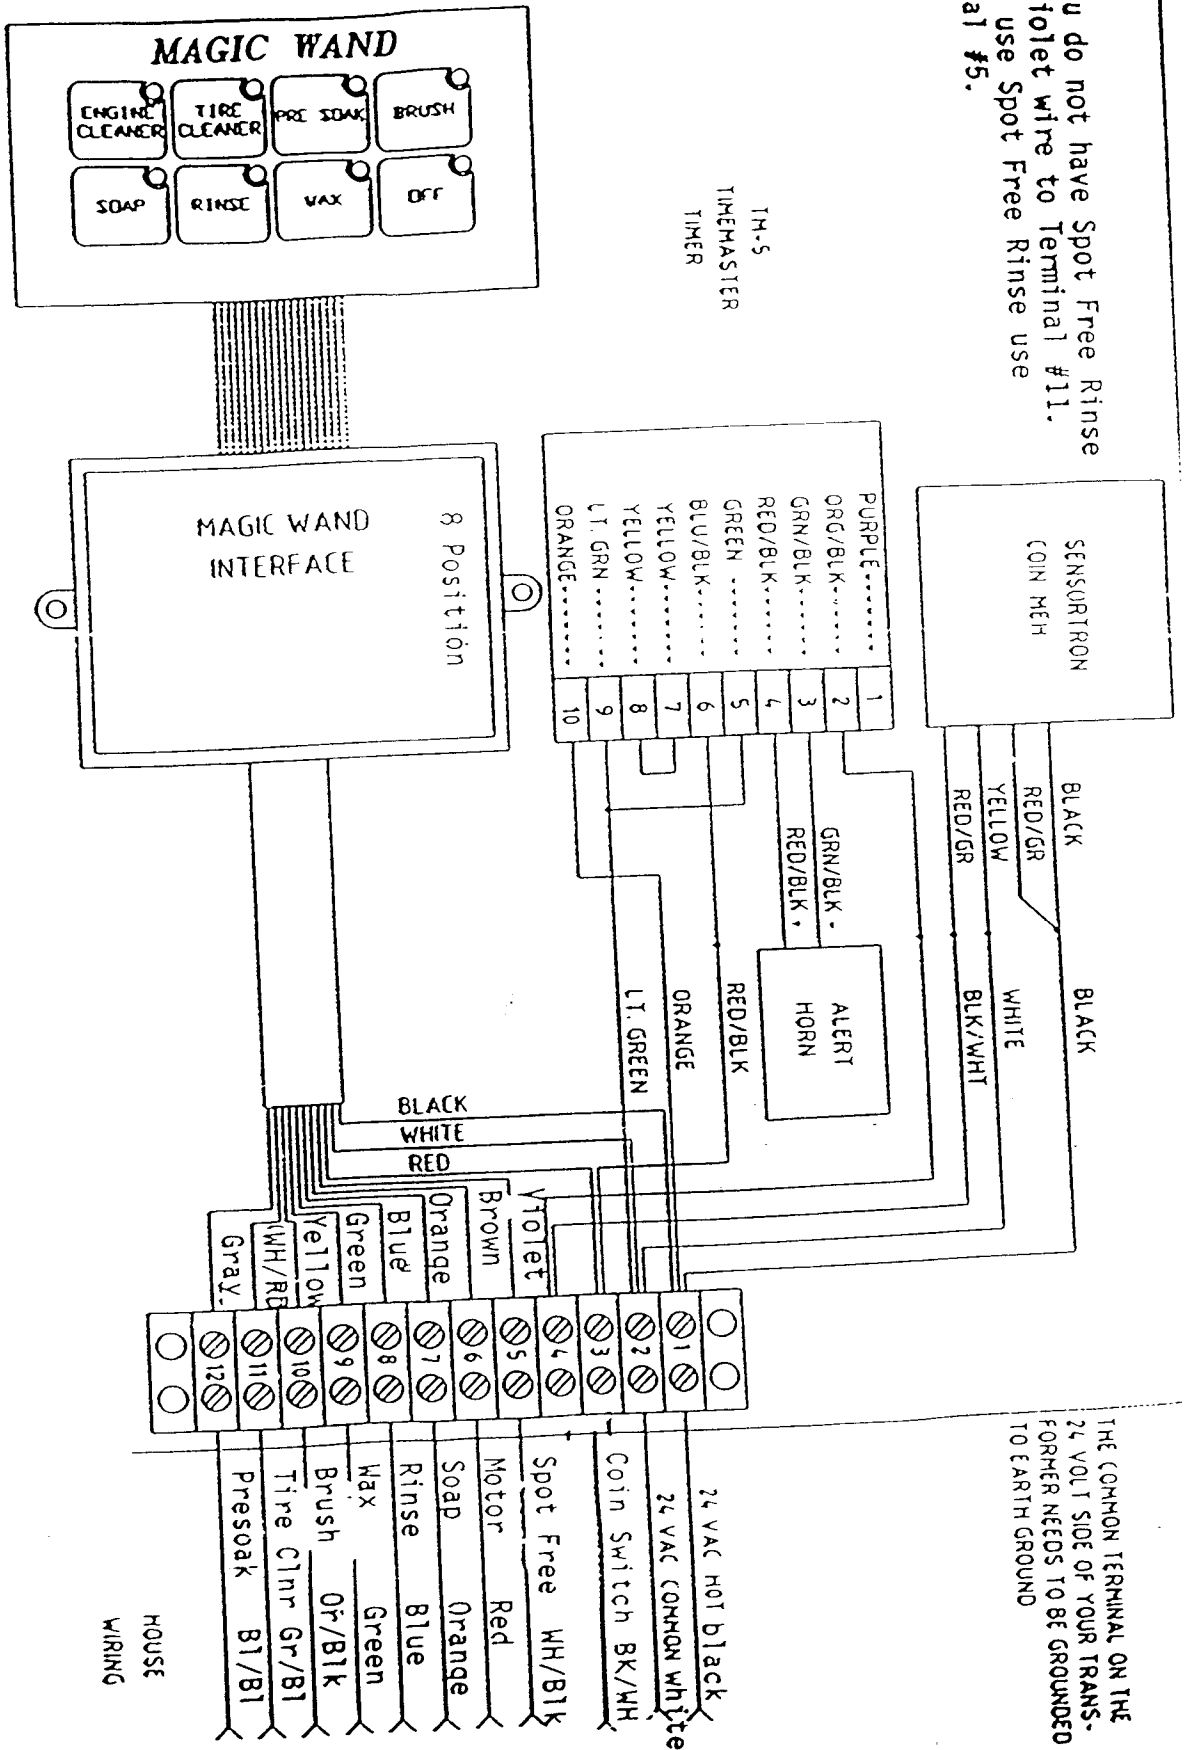 MAGIC WAND
ENGINE
CLEANER
TIRE
CLEANER
PRE SOAK
BRUSH
SOAP
RINSE
WAX
OFF
u do not have Spot Free Rinse
iolet wire to Terminal #11.
use Spot Free Rinse use
al #5.
TM-5
TIMEMASTER
TIMER
MAGIC WAND
INTERFACE
8 Position
PURPLE
ORG/BLK
GRN/BLK
RED/BLK
GREEN
BLU/BLK
YELLOW
YELLOW
LT. GRN
ORANGE
1
2
3
4
5
6
7
8
9
10
SENSORTRON
COIN MEH
BLACK
RED/GR
YELLOW
RED/GR
BLACK
WHITE
BLK/WHT
GRN/BLK -
RED/BLK +
ALERT
HORN
RED/BLK
ORANGE
LT. GREEN
BLACK
WHITE
RED
Violet
Brown
Orange
Blue
Green
Yellow
(WH/RD
Gray.
1
2
3
4
5
6
7
8
9
10
11
12
24 VAC HOT black
24 VAC COMMON White
Coin Switch BK/WH
Spot Free WH/Blk
Motor Red
Soap Orange
Rinse Blue
Wax Green
Brush Or/Blk
Tire Clnr Gr/Bl
Presoak Bl/Bl
HOUSE
WIRING
THE COMMON TERMINAL ON THE
24 VOLT SIDE OF YOUR TRANS-
FORMER NEEDS TO BE GROUNDED
TO EARTH GROUND